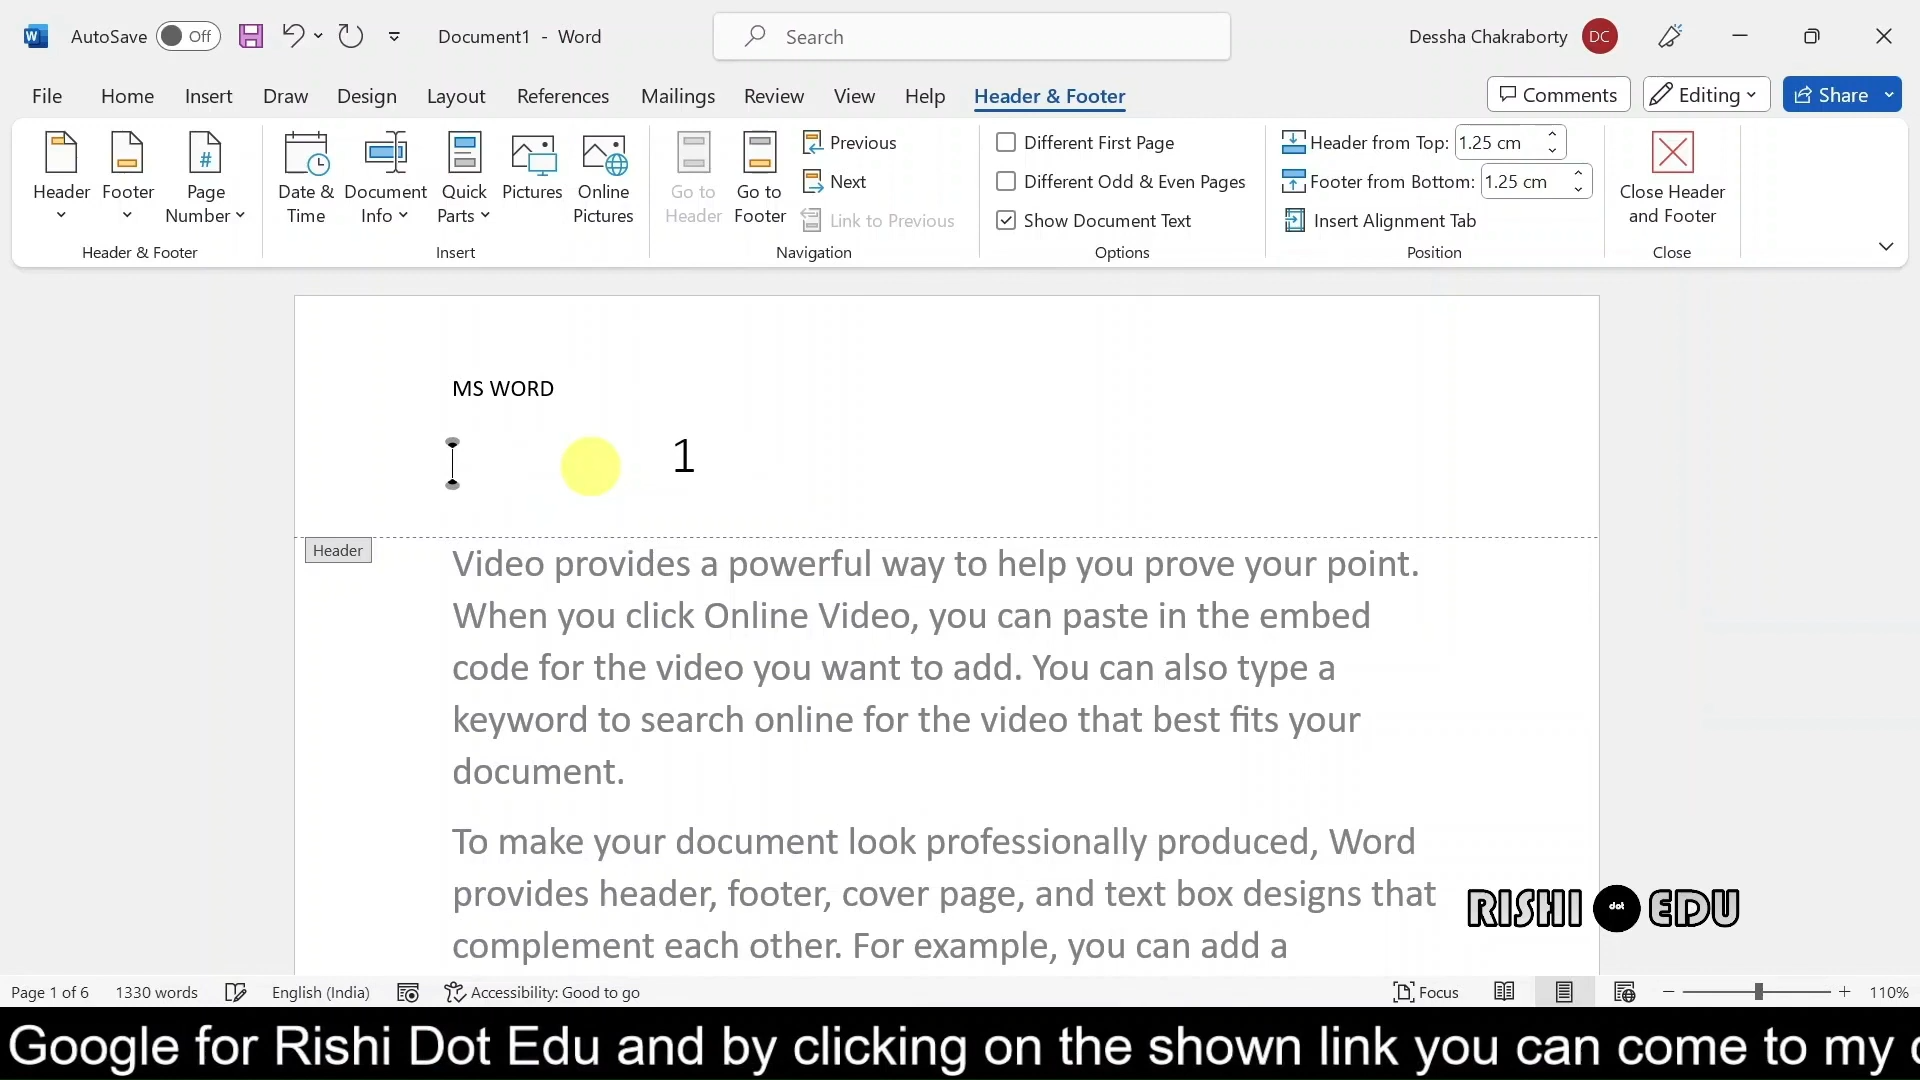 AutoSave Off Document1 - Word Search Dessha Chakraborty DC
File Home Insert Draw Design Layout References Mailings Review View Help Header & Footer Comments Editing Share
Header Footer Page Number
Header & Footer
Date & Time Document Info Quick Parts Pictures Online Pictures
Insert
Go to Header Go to Footer Previous
Next
Link to Previous
Navigation
Different First Page
Different Odd & Even Pages
Show Document Text
Options
Header from Top: 1.25 cm
Footer from Bottom: 1.25 cm
Insert Alignment Tab
Position
Close Header and Footer
Close
MS WORD
1
Header
Video provides a powerful way to help you prove your point.
When you click Online Video, you can paste in the embed
code for the video you want to add. You can also type a
keyword to search online for the video that best fits your
document.
To make your document look professionally produced, Word
provides header, footer, cover page, and text box designs that
complement each other. For example, you can add a
RISHI dot EDU
Page 1 of 6 1330 words English (India) Accessibility: Good to go Focus 110%
Google for Rishi Dot Edu and by clicking on the shown link you can come to my